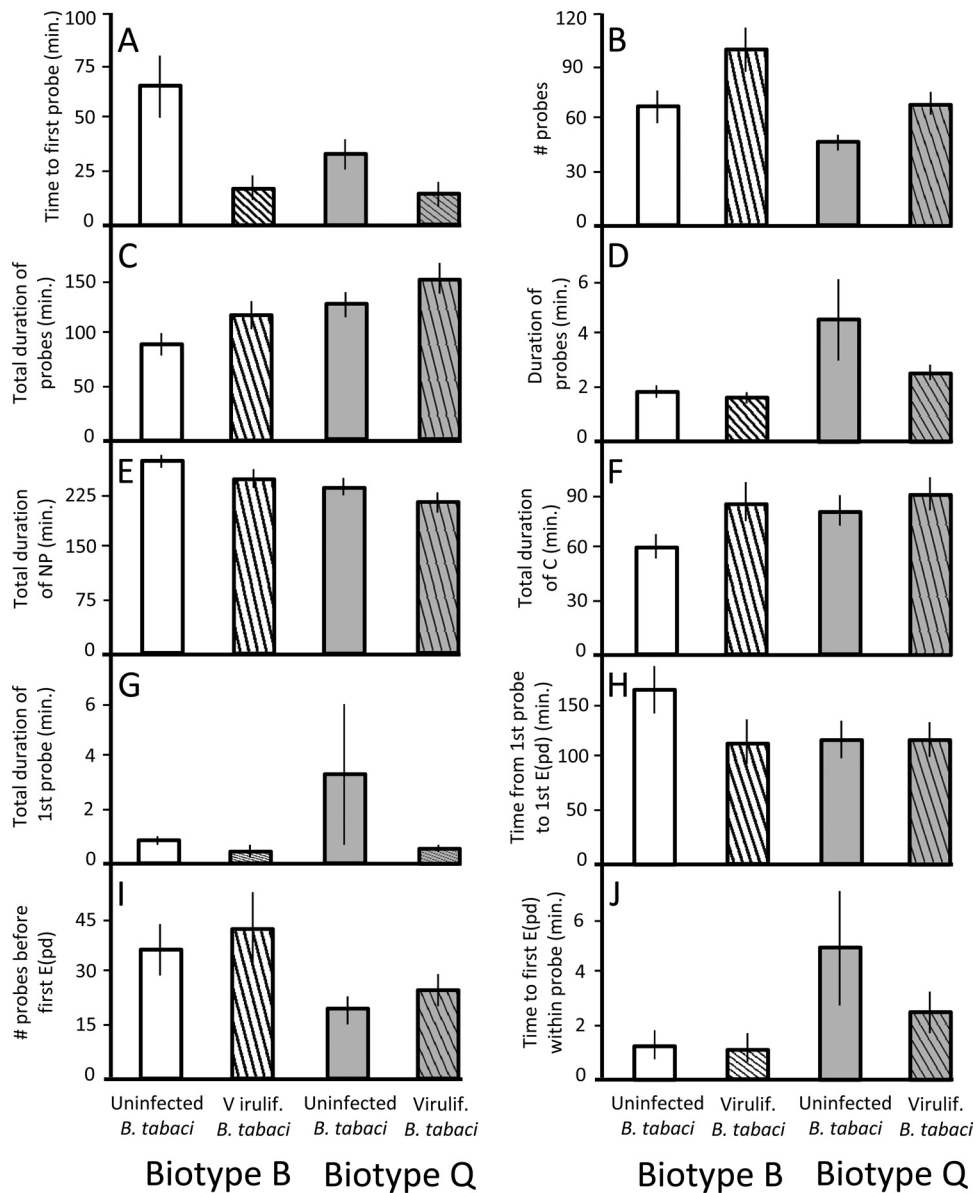 A
Time to first probe (min.)
100
75
50
25
0
B
# probes
120
90
60
30
0
C
Total duration of
probes (min.)
150
100
50
0
D
Duration of
probes (min.)
6
4
2
0
E
Total duration
of NP (min.)
225
150
75
0
F
Total duration
of C (min.)
90
60
30
0
G
Total duration of
1st probe (min.)
6
4
2
0
H
Time from 1st probe
to 1st E(pd) (min.)
150
100
50
0
I
# probes before
first E(pd)
45
30
15
0
J
Time to first E(pd)
within probe (min.)
6
4
2
0
Uninfected V irulif. Uninfected Virulif.
B. tabaci B. tabaci B. tabaci B. tabaci
Biotype B Biotype Q
Uninfected Virulif. Uninfected Virulif.
B. tabaci B. tabaci B. tabaci B. tabaci
Biotype B Biotype Q